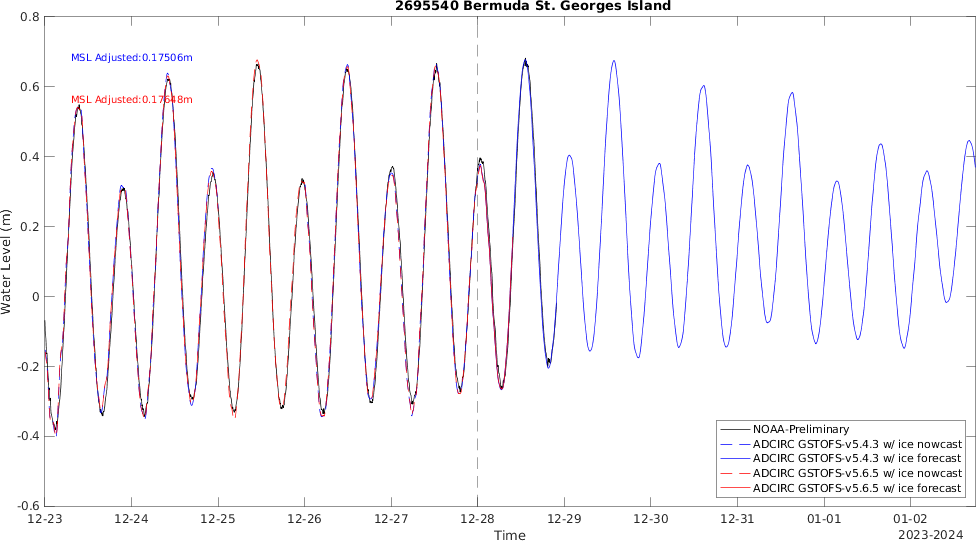 2695540 Bermuda St. Georges Island
MSL Adjusted:0.17506m
MSL Adjusted:0.17648m
Water Level (m)
0.8
0.6
0.4
0.2
0
-0.2
-0.4
-0.6
12-23
12-24
12-25
12-26
12-27
12-28
12-29
12-30
12-31
01-01
01-02
Time
2023-2024
NOAA-Preliminary
ADCIRC GSTOFS-v5.4.3 w/ ice nowcast
ADCIRC GSTOFS-v5.4.3 w/ ice forecast
ADCIRC GSTOFS-v5.6.5 w/ ice nowcast
ADCIRC GSTOFS-v5.6.5 w/ ice forecast